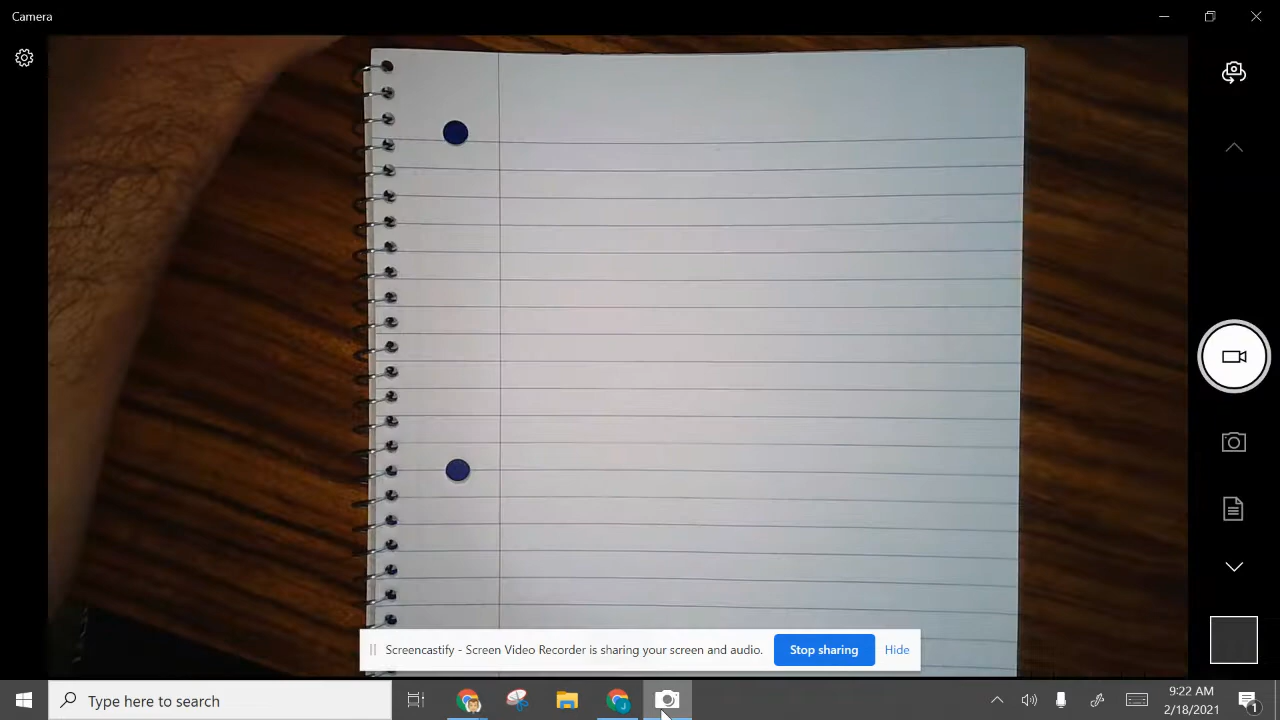 Camera
Screencastify - Screen Video Recorder is sharing your screen and audio.
Stop sharing
Hide
Type here to search
9:22 AM
2/18/2021
1